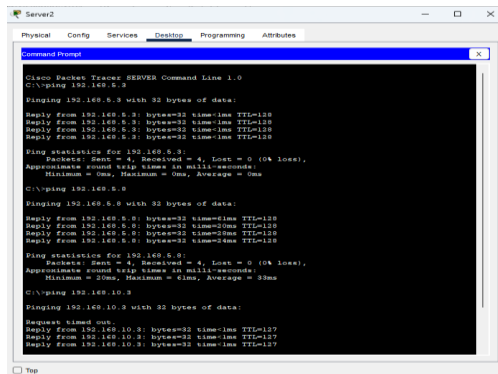 Server2
Physical Config Services Desktop Programming Attributes
Command Prompt
X
Cisco Packet Tracer SERVER Command Line 1.0
C:\>ping 192.168.5.3
Pinging 192.168.5.3 with 32 bytes of data:
Reply from 192.168.5.3: bytes=32 time<1ms TTL=128
Reply from 192.168.5.3: bytes=32 time<1ms TTL=128
Reply from 192.168.5.3: bytes=32 time<1ms TTL=128
Reply from 192.168.5.3: bytes=32 time<1ms TTL=128
Ping statistics for 192.168.5.3:
Packets: Sent = 4, Received = 4, Lost = 0 (0% loss),
Approximate round trip times in milli-seconds:
Minimum = 0ms, Maximum = 0ms, Average = 0ms
C:\>ping 192.168.5.8
Pinging 192.168.5.8 with 32 bytes of data:
Reply from 192.168.5.8: bytes=32 time=61ms TTL=128
Reply from 192.168.5.8: bytes=32 time=20ms TTL=128
Reply from 192.168.5.8: bytes=32 time=28ms TTL=128
Reply from 192.168.5.8: bytes=32 time=24ms TTL=128
Ping statistics for 192.168.5.8:
Packets: Sent = 4, Received = 4, Lost = 0 (0% loss),
Approximate round trip times in milli-seconds:
Minimum = 20ms, Maximum = 61ms, Average = 33ms
C:\>ping 192.168.10.3
Pinging 192.168.10.3 with 32 bytes of data:
Request timed out.
Reply from 192.168.10.3: bytes=32 time<1ms TTL=127
Reply from 192.168.10.3: bytes=32 time<1ms TTL=127
Reply from 192.168.10.3: bytes=32 time<1ms TTL=127
Top